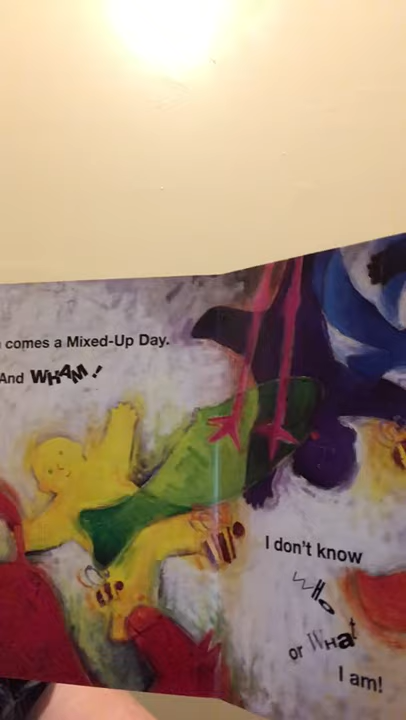 comes a Mixed-Up Day.
And WHAM!
I don't know
WHo
or WHat
I am!